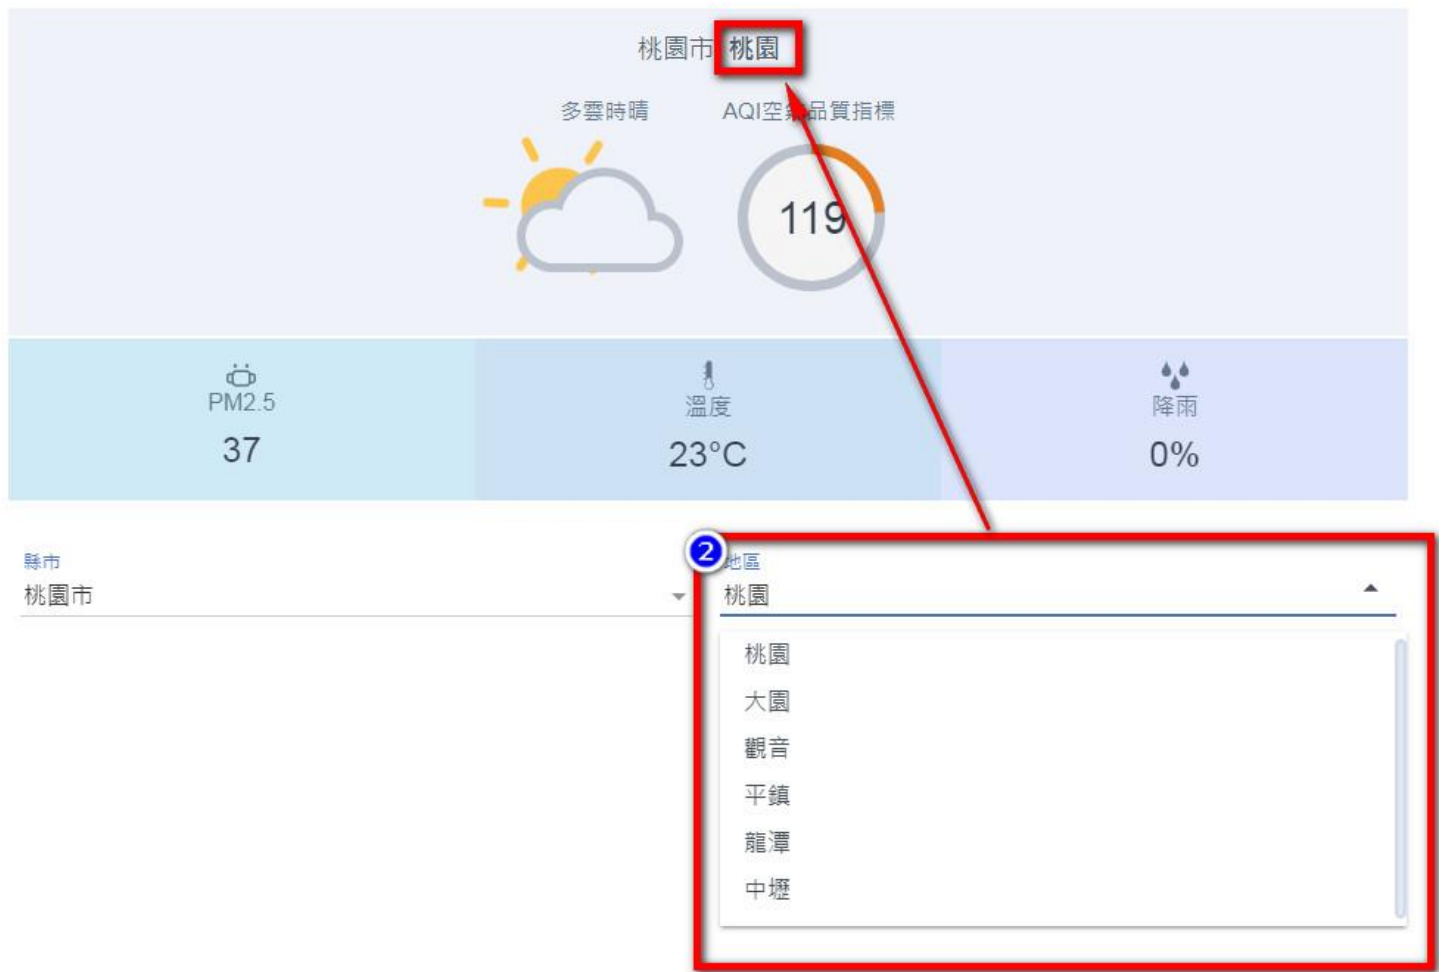 桃園市 桃園
多雲時晴 AQI空氣品質指標
119
PM2.5 溫度 降雨
37 23°C 0%
縣市
桃園市
2
地區
桃園
桃園
大園
觀音
平鎮
龍潭
中壢